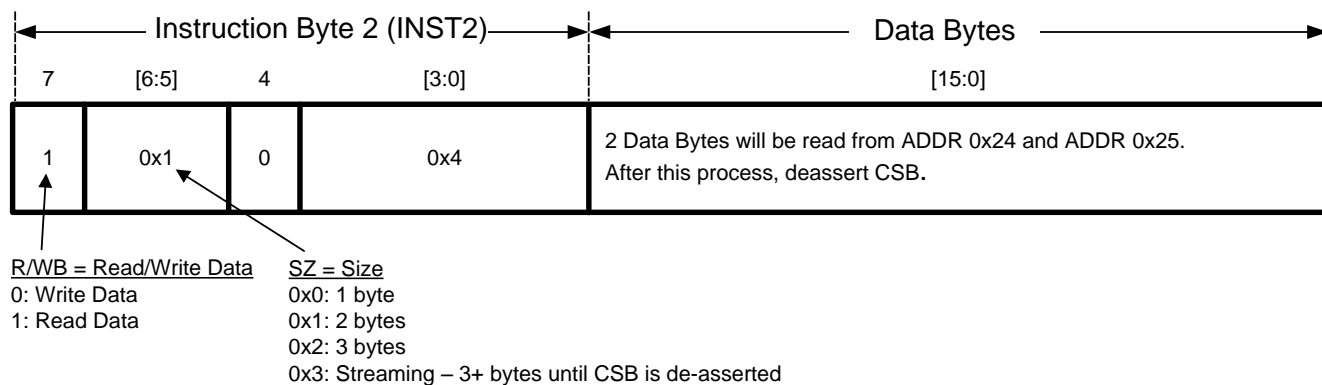 Instruction Byte 2 (INST2) Data Bytes
7 [6:5] 4 [3:0] [15:0]
1 0x1 0 0x4 2 Data Bytes will be read from ADDR 0x24 and ADDR 0x25.
After this process, deassert CSB.
R/WB = Read/Write Data SZ = Size
0: Write Data 0x0: 1 byte
1: Read Data 0x1: 2 bytes
0x2: 3 bytes
0x3: Streaming – 3+ bytes until CSB is de-asserted